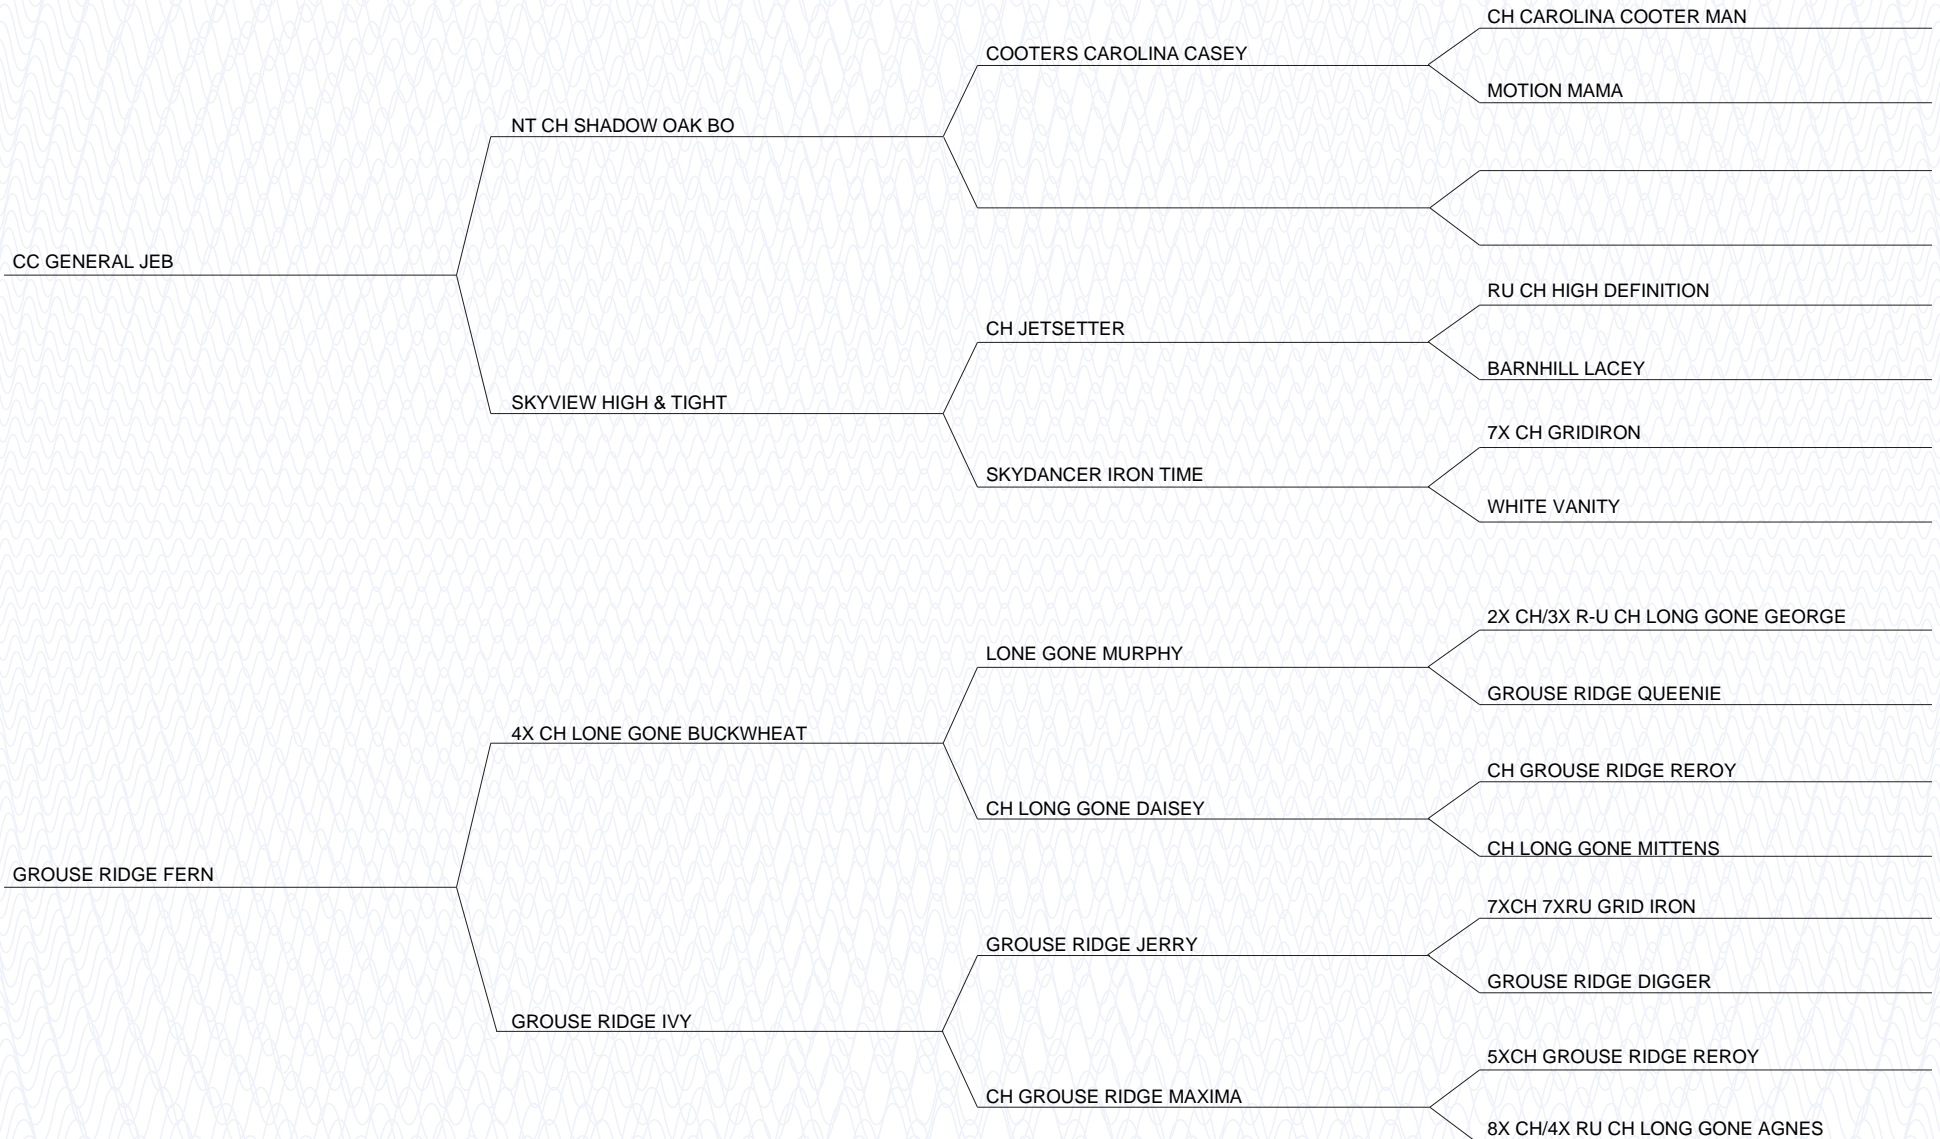 CH CAROLINA COOTER MAN
COOTERS CAROLINA CASEY
MOTION MAMA
NT CH SHADOW OAK BO
CC GENERAL JEB
RU CH HIGH DEFINITION
CH JETSETTER
BARNHILL LACEY
SKYVIEW HIGH & TIGHT
7X CH GRIDIRON
SKYDANCER IRON TIME
WHITE VANITY
2X CH/3X R-U CH LONG GONE GEORGE
LONE GONE MURPHY
GROUSE RIDGE QUEENIE
4X CH LONE GONE BUCKWHEAT
CH GROUSE RIDGE REROY
CH LONG GONE DAISEY
CH LONG GONE MITTENS
GROUSE RIDGE FERN
7XCH 7XRU GRID IRON
GROUSE RIDGE JERRY
GROUSE RIDGE DIGGER
GROUSE RIDGE IVY
5XCH GROUSE RIDGE REROY
CH GROUSE RIDGE MAXIMA
8X CH/4X RU CH LONG GONE AGNES